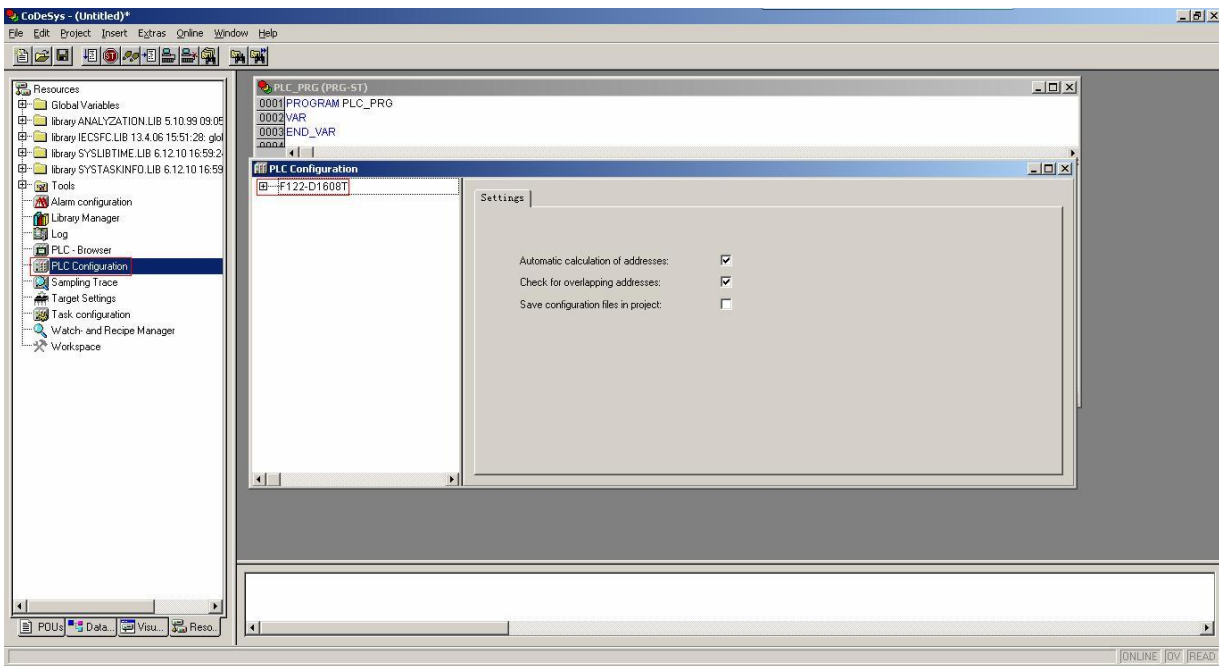 CoDeSys - (Untitled)*
File Edit Project Insert Extras Online Window Help
Resources
Global Variables
library ANALYZATION.LIB 5.10.99 09:05
library IECSFC.LIB 13.4.06 15:51:28: glol
library SYSLIBTIME.LIB 6.12.10 16:59:2
library SYSTASKINFO.LIB 6.12.10 16:59
Tools
Alarm configuration
Library Manager
Log
PLC - Browser
PLC Configuration
Sampling Trace
Target Settings
Task configuration
Watch- and Recipe Manager
Workspace
POUs Data... Visu... Reso...
PLC_PRG (PRG-ST)
0001 PROGRAM PLC_PRG
0002 VAR
0003 END_VAR
0004
PLC Configuration
F122-D1608T
Settings
Automatic calculation of addresses:
Check for overlapping addresses:
Save configuration files in project:
ONLINE OV READ